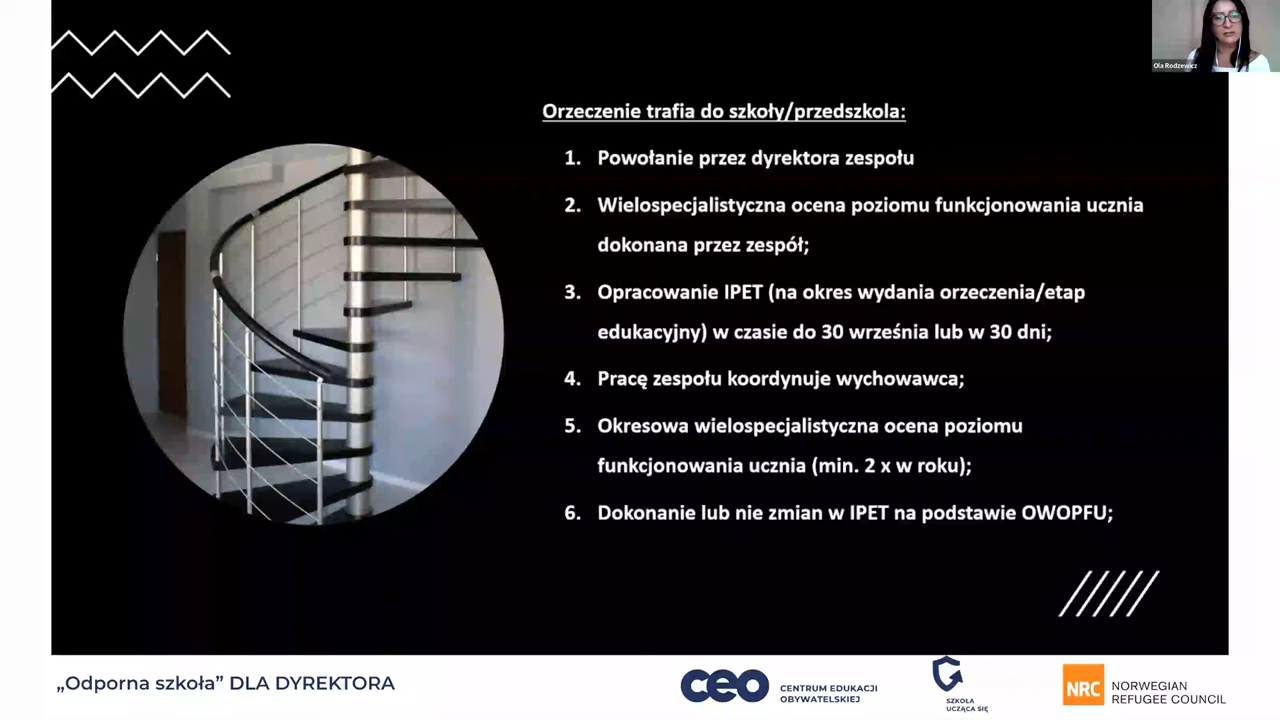 Ola Rodzewicz
Orzeczenie trafia do szkoły/przedszkola:
1. Powołanie przez dyrektora zespołu
2. Wielospecjalistyczna ocena poziomu funkcjonowania ucznia
dokonana przez zespół;
3. Opracowanie IPET (na okres wydania orzeczenia/etap
edukacyjny) w czasie do 30 września lub w 30 dni;
4. Pracę zespołu koordynuje wychowawca;
5. Okresowa wielospecjalistyczna ocena poziomu
funkcjonowania ucznia (min. 2 x w roku);
6. Dokonanie lub nie zmian w IPET na podstawie OWOPFU;
„Odporna szkoła” DLA DYREKTORA
ceo
CENTRUM EDUKACJI
OBYWATELSKIEJ
SZKOŁA
UCZĄCA SIĘ
NRC
NORWEGIAN
REFUGEE COUNCIL